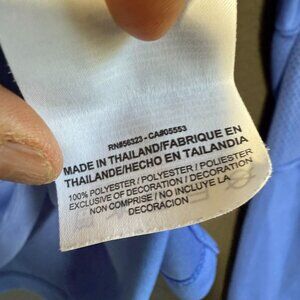 RN#56323 - CA#05553
MADE IN THAILAND/FABRIQUE EN
THAILANDE/HECHO EN TAILANDIA
100% POLYESTER / POLYESTER / POLIESTER
EXCLUSIVE OF DECORATION / DECORATION
NON COMPRISE / NO INCLUYE LA
DECORACION